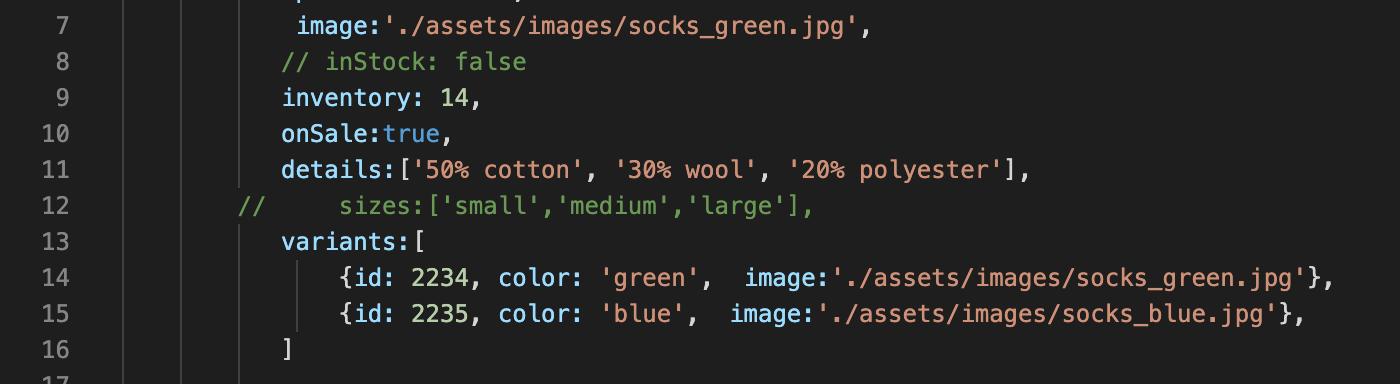 7 image:'./assets/images/socks_green.jpg',
8 // inStock: false
9 inventory: 14,
10 onSale:true,
11 details:['50% cotton', '30% wool', '20% polyester'],
12 // sizes:['small','medium','large'],
13 variants:[
14 {id: 2234, color: 'green',  image:'./assets/images/socks_green.jpg'},
15 {id: 2235, color: 'blue',  image:'./assets/images/socks_blue.jpg'},
16 ]
17